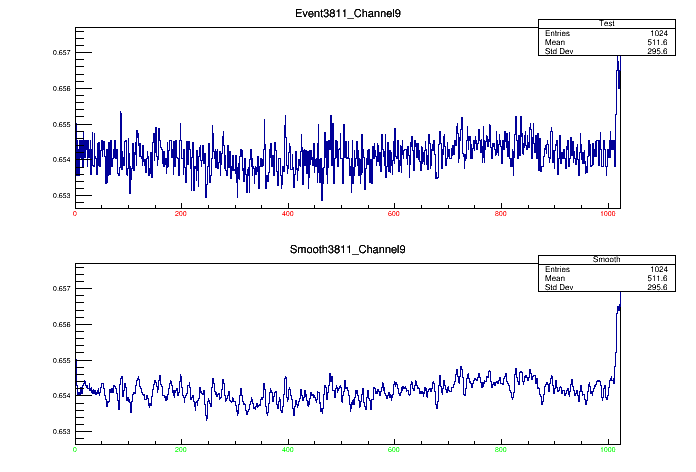 Event3811_Channel9
Test
Entries 1024
Mean 511.6
Std Dev 295.6
0.657
0.656
0.655
0.654
0.653
0 200 400 600 800 1000
Smooth3811_Channel9
Smooth
Entries 1024
Mean 511.6
Std Dev 295.6
0.657
0.656
0.655
0.654
0.653
0 200 400 600 800 1000